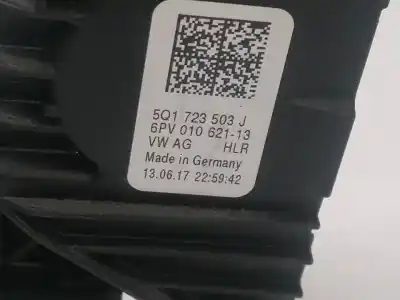 5Q1 723 503 J
6PV 010 621-13
VW AG HLR
Made in Germany
13.06.17 22:59:42